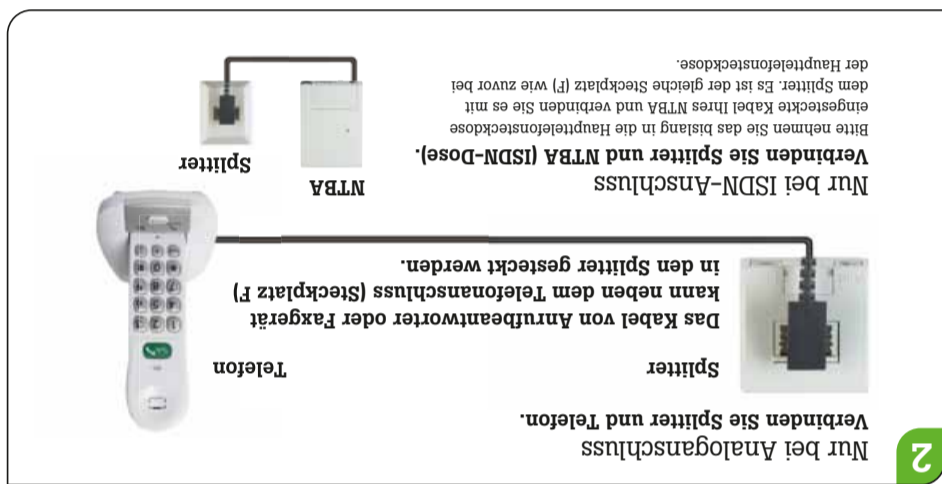 2
Nur bei Analoganschluss
Verbinden Sie Splitter und Telefon.
Splitter
Telefon
Das Kabel von Anrufbeantworter oder Faxgerät
kann neben dem Telefonanschluss (Steckplatz F)
in den Splitter gesteckt werden.
Nur bei ISDN-Anschluss
Verbinden Sie Splitter und NTBA (ISDN-Dose).
Bitte nehmen Sie das bislang in die Haupttelefonsteckdose
eingesteckte Kabel Ihres NTBA und verbinden Sie es mit
dem Splitter. Es ist der gleiche Steckplatz (F) wie zuvor bei
der Haupttelefonsteckdose.
NTBA
Splitter